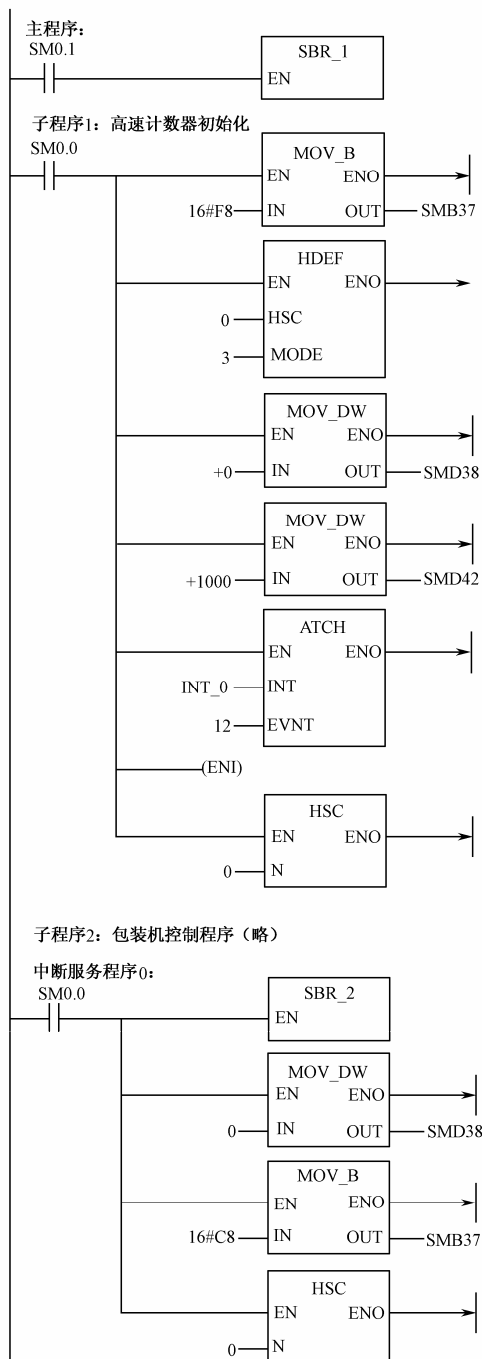 主程序：
SM0.1
SBR_1
EN
子程序1：高速计数器初始化
SM0.0
MOV_B
EN ENO
16#F8 IN OUT SMB37
HDEF
EN ENO
0 HSC
3 MODE
MOV_DW
EN ENO
+0 IN OUT SMD38
MOV_DW
EN ENO
+1000 IN OUT SMD42
ATCH
EN ENO
INT_0 INT
12 EVNT
(ENI)
HSC
EN ENO
0 N
子程序2：包装机控制程序（略）
中断服务程序0：
SM0.0
SBR_2
EN
MOV_DW
EN ENO
0 IN OUT SMD38
MOV_B
EN ENO
16#C8 IN OUT SMB37
HSC
EN ENO
0 N